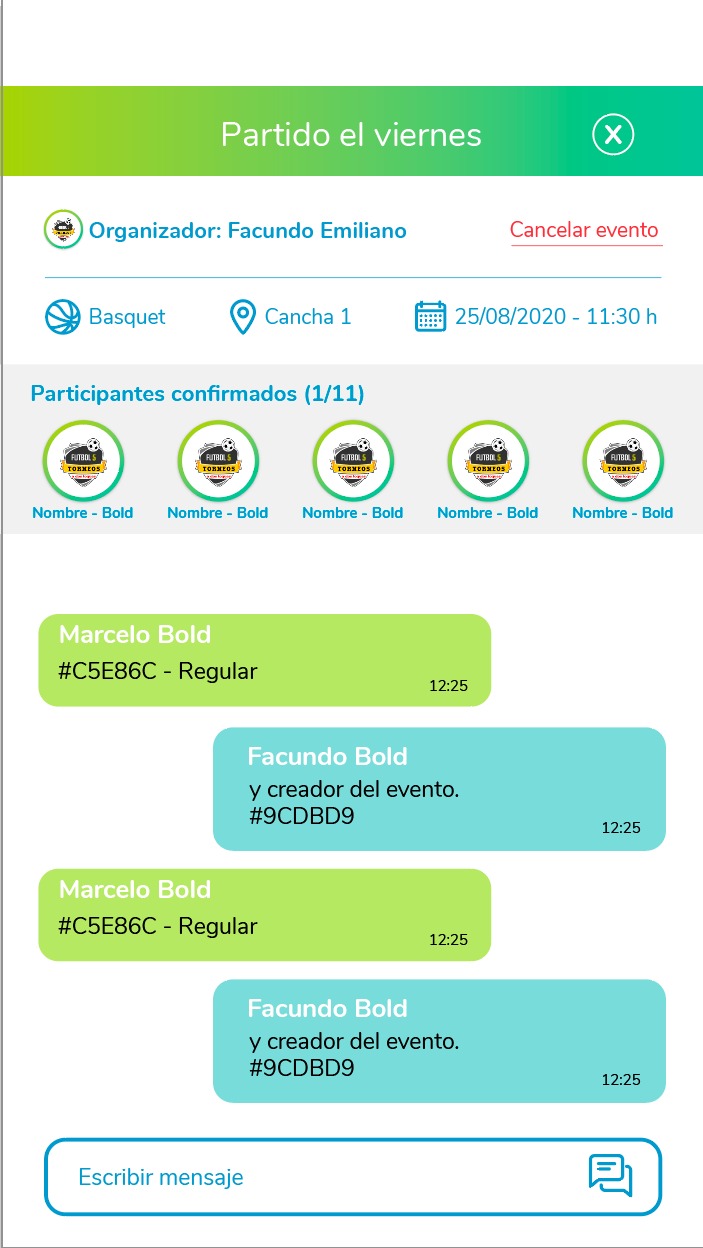 Partido el viernes
X
Organizador: Facundo Emiliano
Cancelar evento
Basquet
Cancha 1
25/08/2020 - 11:30 h
Participantes confirmados (1/11)
FUTBOL 5
TORNEOS
FUTBOL 5
TORNEOS
FUTBOL 5
TORNEOS
FUTBOL 5
TORNEOS
FUTBOL 5
TORNEOS
Nombre - Bold
Nombre - Bold
Nombre - Bold
Nombre - Bold
Nombre - Bold
Marcelo Bold
#C5E86C - Regular
12:25
Facundo Bold
y creador del evento.
#9CDBD9
12:25
Marcelo Bold
#C5E86C - Regular
12:25
Facundo Bold
y creador del evento.
#9CDBD9
12:25
Escribir mensaje